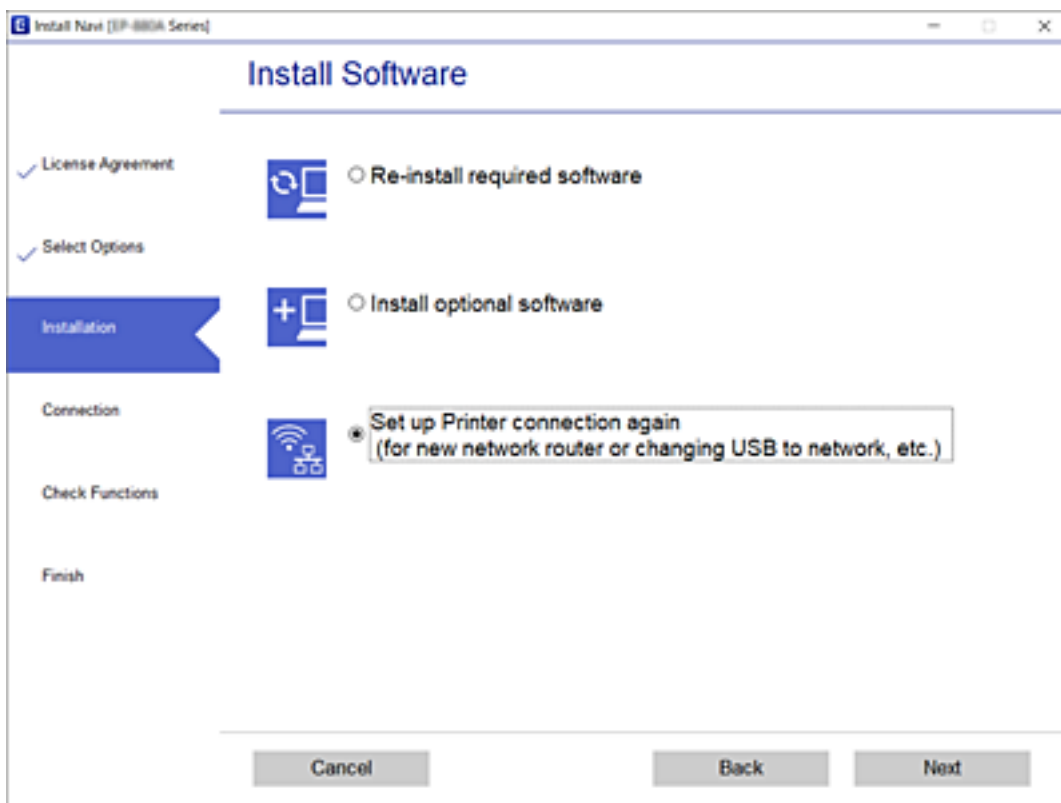 Install Navi [EP-880A Series]
Install Software
License Agreement
Select Options
Installation
Connection
Check Functions
Finish
Re-install required software
Install optional software
Set up Printer connection again
(for new network router or changing USB to network, etc.)
Cancel
Back
Next